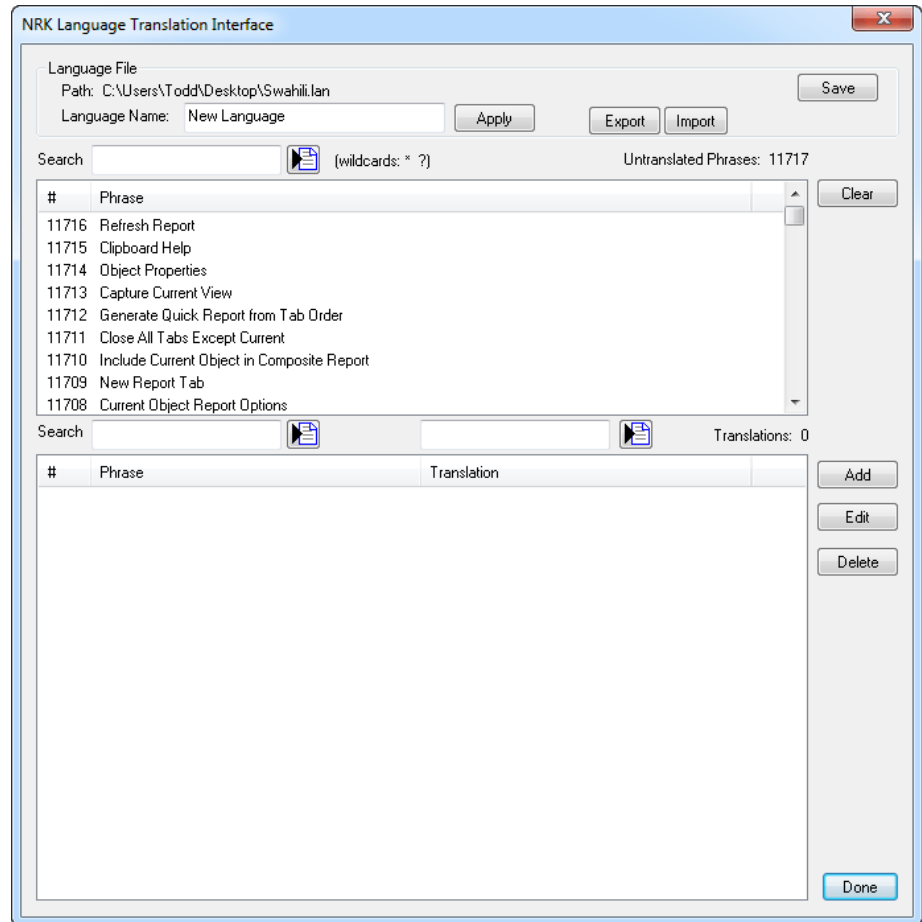 NRK Language Translation Interface
Language File
Path: C:\Users\Todd\Desktop\Swahili.lan
Save
Language Name: New Language Apply Export Import
Search (wildcards: * ?) Untranslated Phrases: 11717
# Phrase Clear
11716 Refresh Report
11715 Clipboard Help
11714 Object Properties
11713 Capture Current View
11712 Generate Quick Report from Tab Order
11711 Close All Tabs Except Current
11710 Include Current Object in Composite Report
11709 New Report Tab
11708 Current Object Report Options
Search Translations: 0
# Phrase Translation Add
Edit
Delete
Done